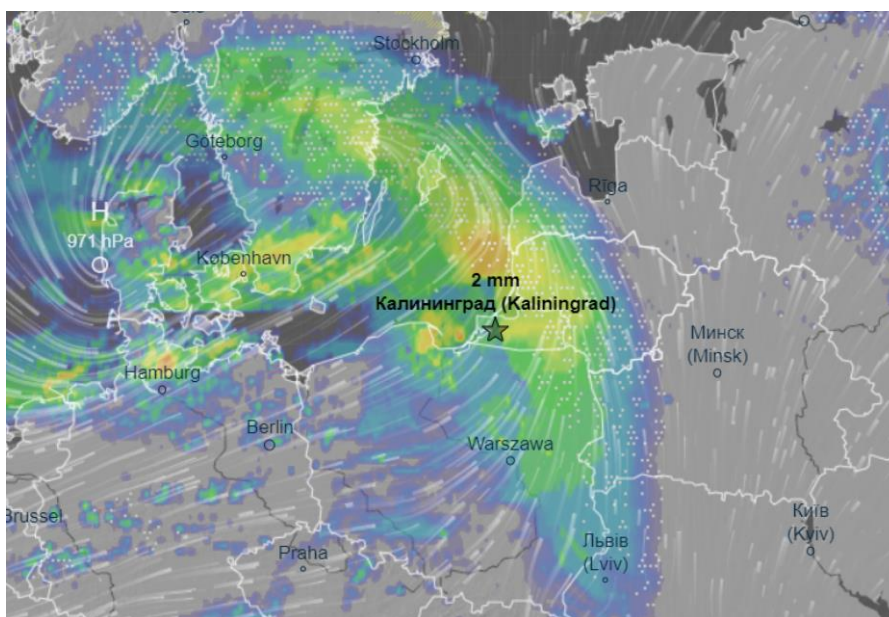 Stockholm
Göteborg
Rīga
H
971 hPa
København
2 mm
Калининград (Kaliningrad)
A
Минск
(Minsk)
Hamburg
Berlin
Warszawa
Brussel
Київ
(Kyiv)
Praha
Львів
(Lviv)